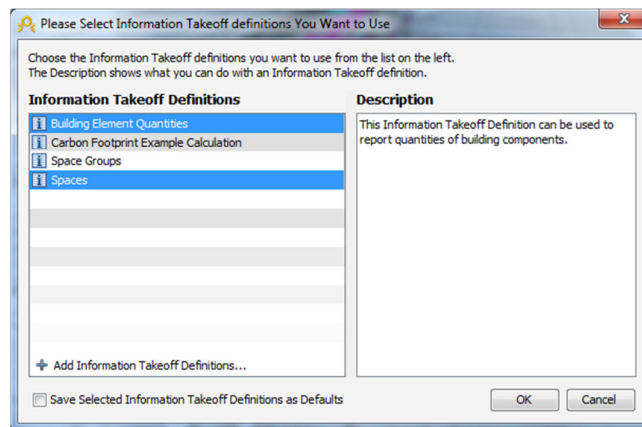 Please Select Information Takeoff definitions You Want to Use
Choose the Information Takeoff definitions you want to use from the list on the left.
The Description shows what you can do with an Information Takeoff definition.
Information Takeoff Definitions
Building Element Quantities
Carbon Footprint Example Calculation
Space Groups
Spaces
Add Information Takeoff Definitions...
Description
This Information Takeoff Definition can be used to
report quantities of building components.
Save Selected Information Takeoff Definitions as Defaults
OK
Cancel